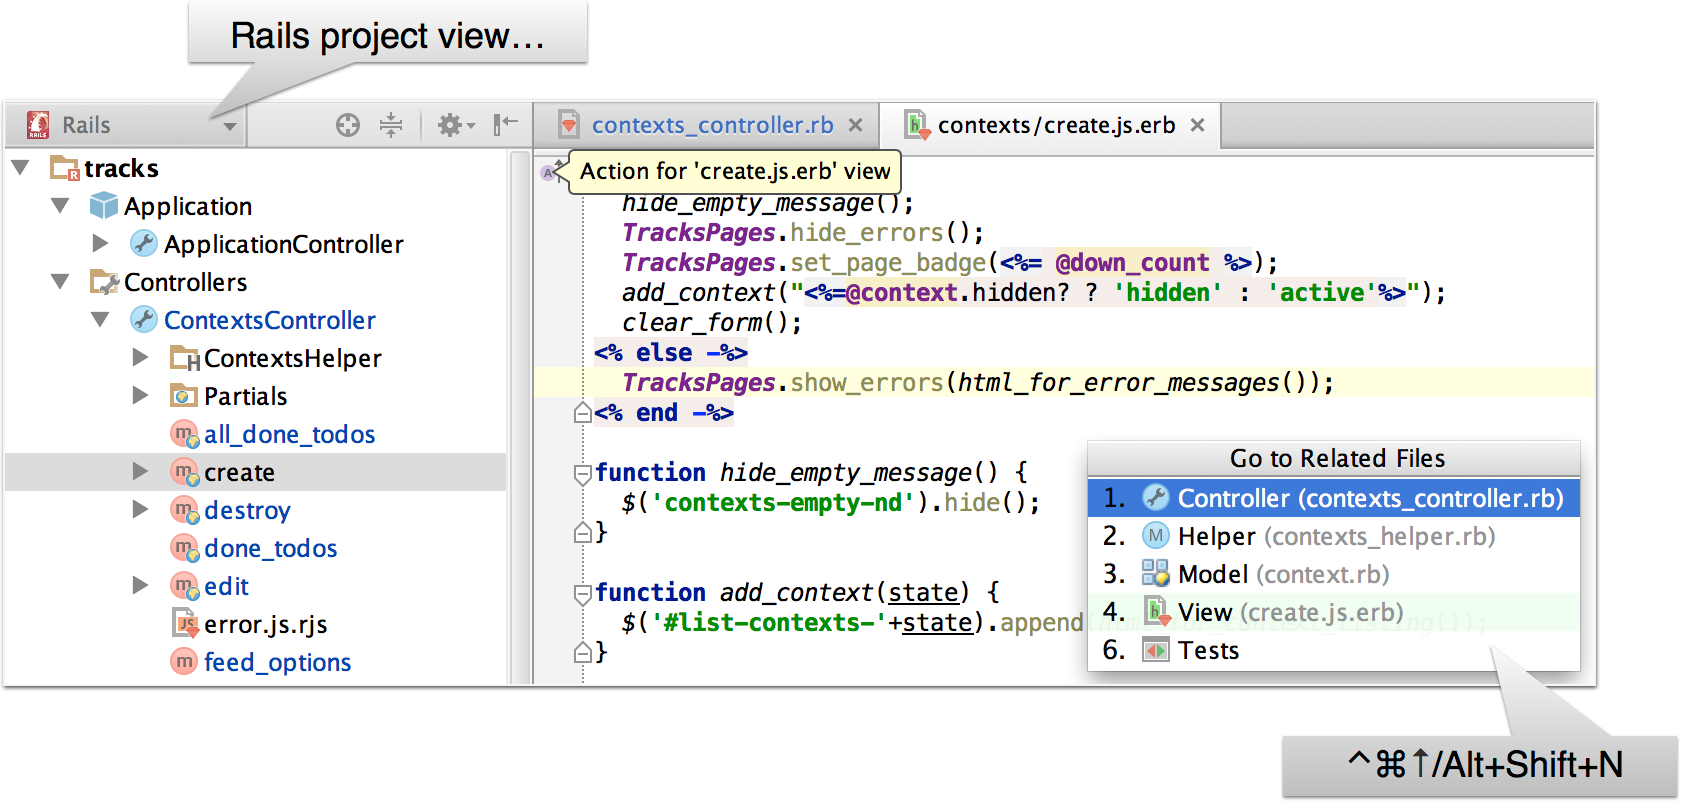 Rails project view...
Rails
contexts_controller.rb
contexts/create.js.erb
tracks
Application
ApplicationController
Controllers
ContextsController
ContextsHelper
Partials
all_done_todos
create
destroy
done_todos
edit
error.js.rjs
feed_options
Action for 'create.js.erb' view
hide_empty_message();
TracksPages.hide_errors();
TracksPages.set_page_badge(<%= @down_count %>);
add_context("<%=@context.hidden? ? 'hidden' : 'active'%>");
clear_form();
<% else -%>
TracksPages.show_errors(html_for_error_messages());
<% end -%>
function hide_empty_message() {
$('contexts-empty-nd').hide();
}
function add_context(state) {
$('#list-contexts-'+state).append(html_for_context_listing());
}
Go to Related Files
1. Controller (contexts_controller.rb)
2. Helper (contexts_helper.rb)
3. Model (context.rb)
4. View (create.js.erb)
6. Tests
^⌘↑/Alt+Shift+N